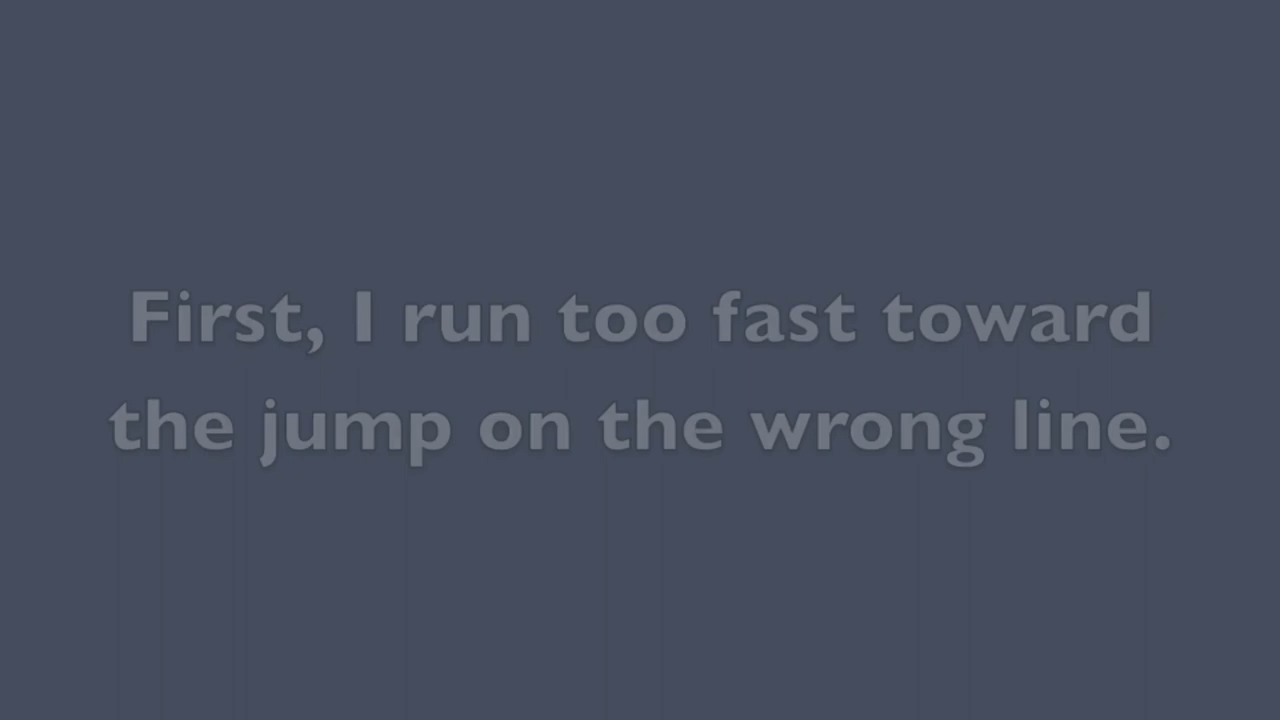 First, I run too fast toward
the jump on the wrong line.